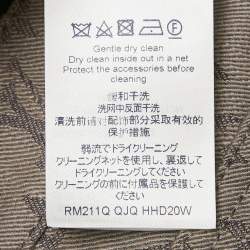 Gentle dry clean
Dry clean inside out in a net
Protect the accessories before
cleaning
缓和干洗
洗网中反面干洗
清洗前请对配饰部分采取有效的
保护措施
弱流でドライクリーニング
クリーニングネットを使用し、裏返して
ドライクリーニングしてください
クリーニングの前に付属品を保護して
ください
RM211Q QJQ HHD20W